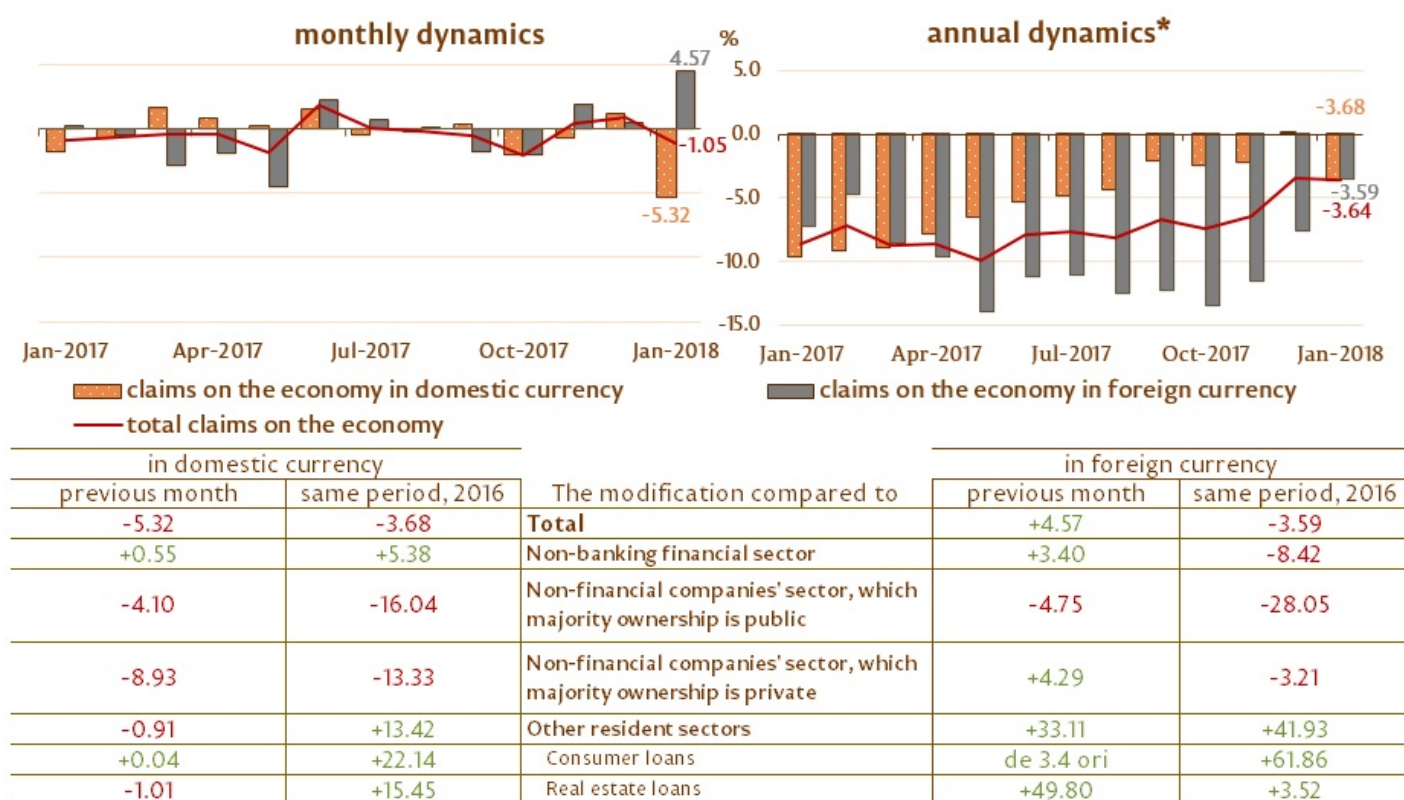 monthly dynamics
%
annual dynamics*
4.57
5.0
-3.68
0.0
-1.05
-5.32
-5.0
-3.59
-3.64
-10.0
-15.0
Jan-2017 Apr-2017 Jul-2017 Oct-2017 Jan-2018
Jan-2017 Apr-2017 Jul-2017 Oct-2017 Jan-2018
claims on the economy in domestic currency
claims on the economy in foreign currency
total claims on the economy
in domestic currency in foreign currency
previous month same period, 2016 The modification compared to previous month same period, 2016
-5.32 -3.68 Total +4.57 -3.59
+0.55 +5.38 Non-banking financial sector +3.40 -8.42
-4.10 -16.04 Non-financial companies' sector, which
majority ownership is public -4.75 -28.05
-8.93 -13.33 Non-financial companies' sector, which
majority ownership is private +4.29 -3.21
-0.91 +13.42 Other resident sectors +33.11 +41.93
+0.04 +22.14 Consumer loans de 3.4 ori +61.86
-1.01 +15.45 Real estate loans +49.80 +3.52